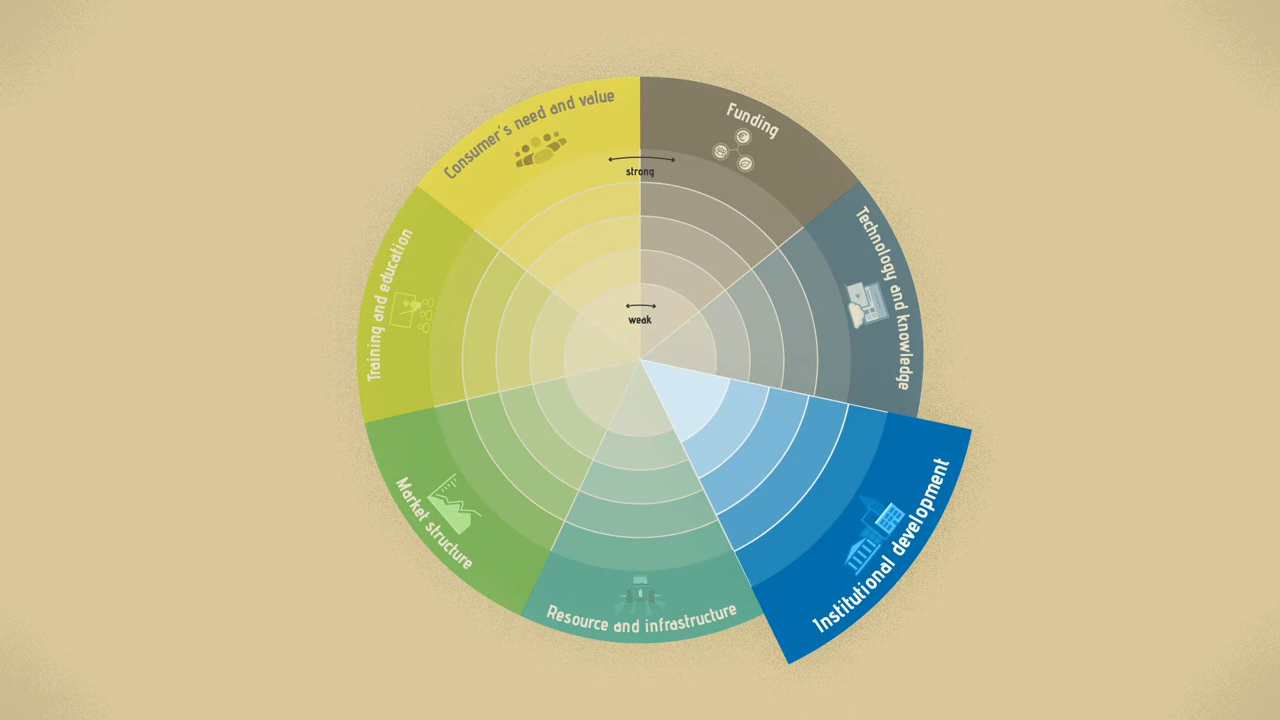 Consumer's need and value
Funding
strong
Technology and knowledge
Training and education
weak
Institutional development
Market structure
Resource and infrastructure